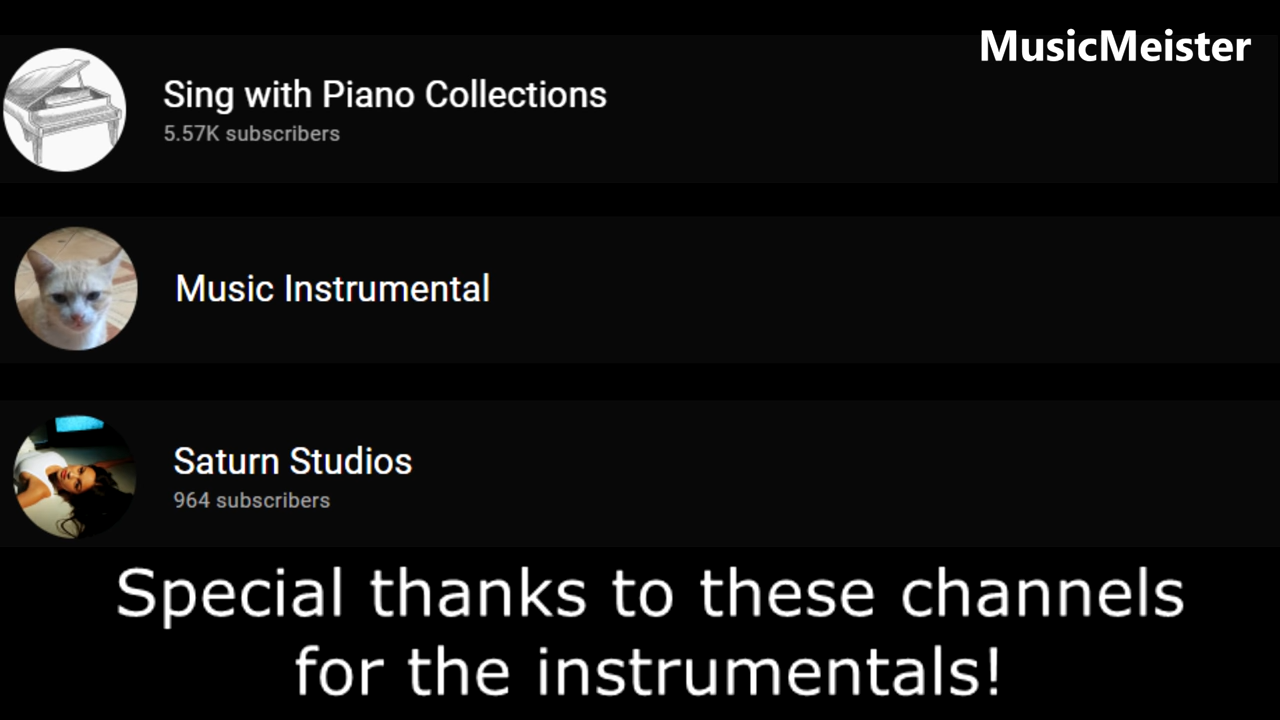 MusicMeister
Sing with Piano Collections
5.57K subscribers
Music Instrumental
Saturn Studios
964 subscribers
Special thanks to these channels
for the instrumentals!